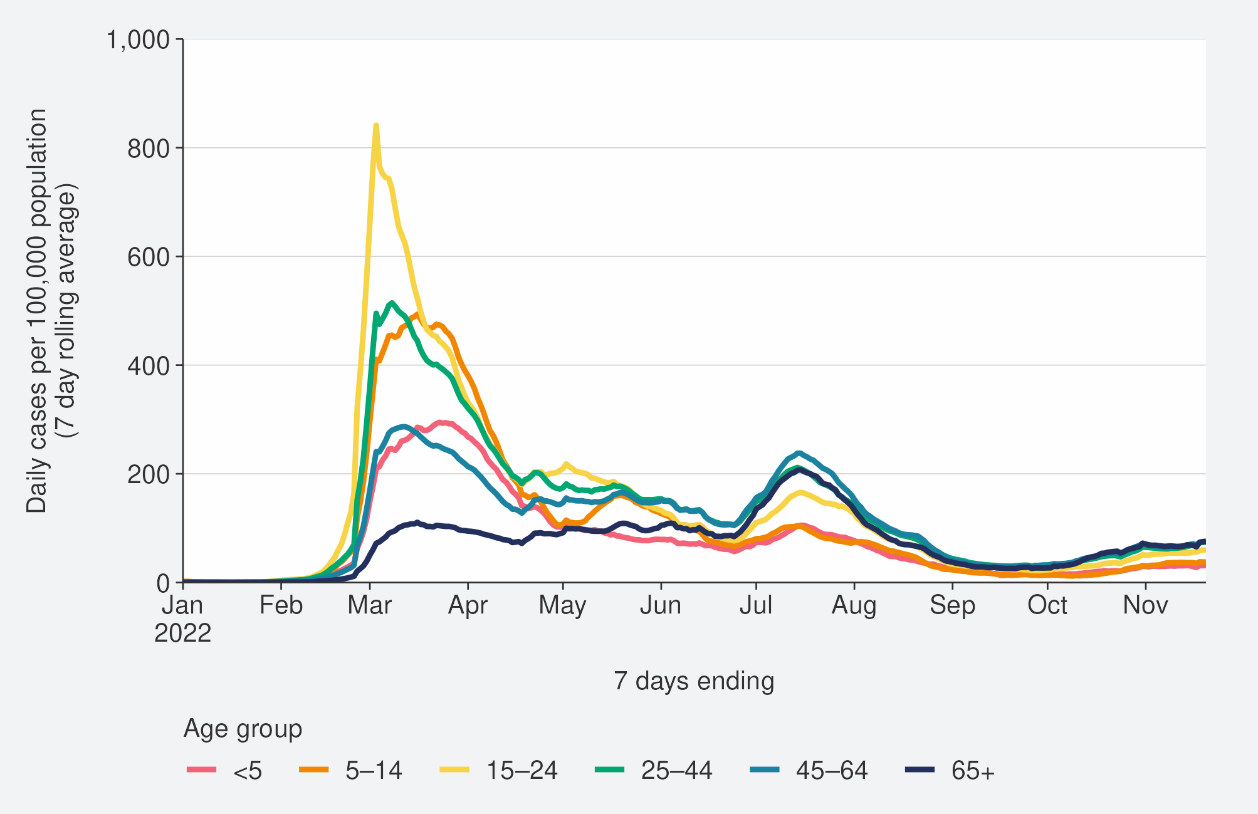 Daily cases per 100,000 population
(7 day rolling average)
1,000
800
600
400
200
0
Jan Feb Mar Apr May Jun Jul Aug Sep Oct Nov
2022
7 days ending
Age group
<5 5–14 15–24 25–44 45–64 65+